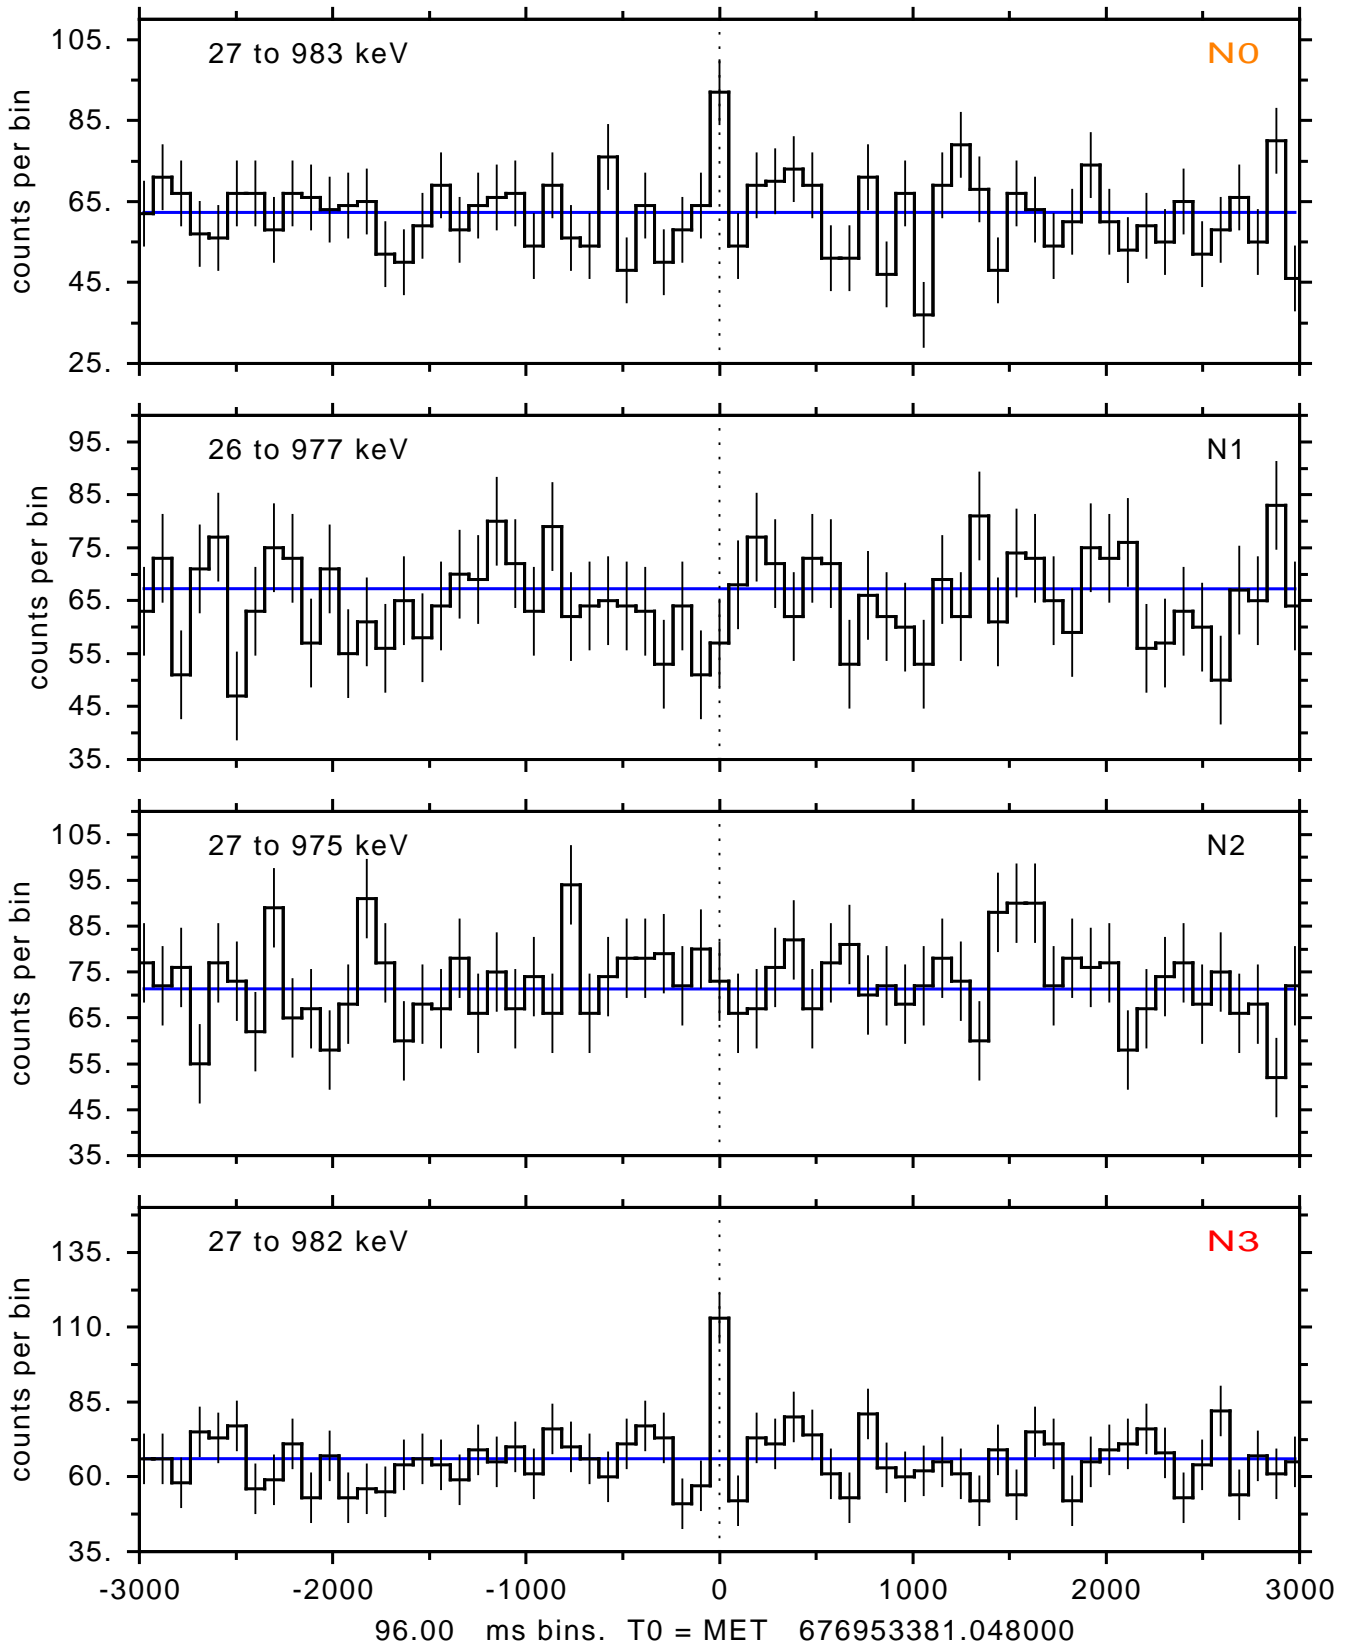 27 to 983 keV N0
105.
85.
65.
45.
25.
counts per bin
26 to 977 keV N1
95.
85.
75.
65.
55.
45.
35.
counts per bin
27 to 975 keV N2
105.
95.
85.
75.
65.
55.
45.
35.
counts per bin
27 to 982 keV N3
135.
110.
85.
60.
35.
counts per bin
-3000 -2000 -1000 0 1000 2000 3000
96.00 ms bins. T0 = MET 676953381.048000